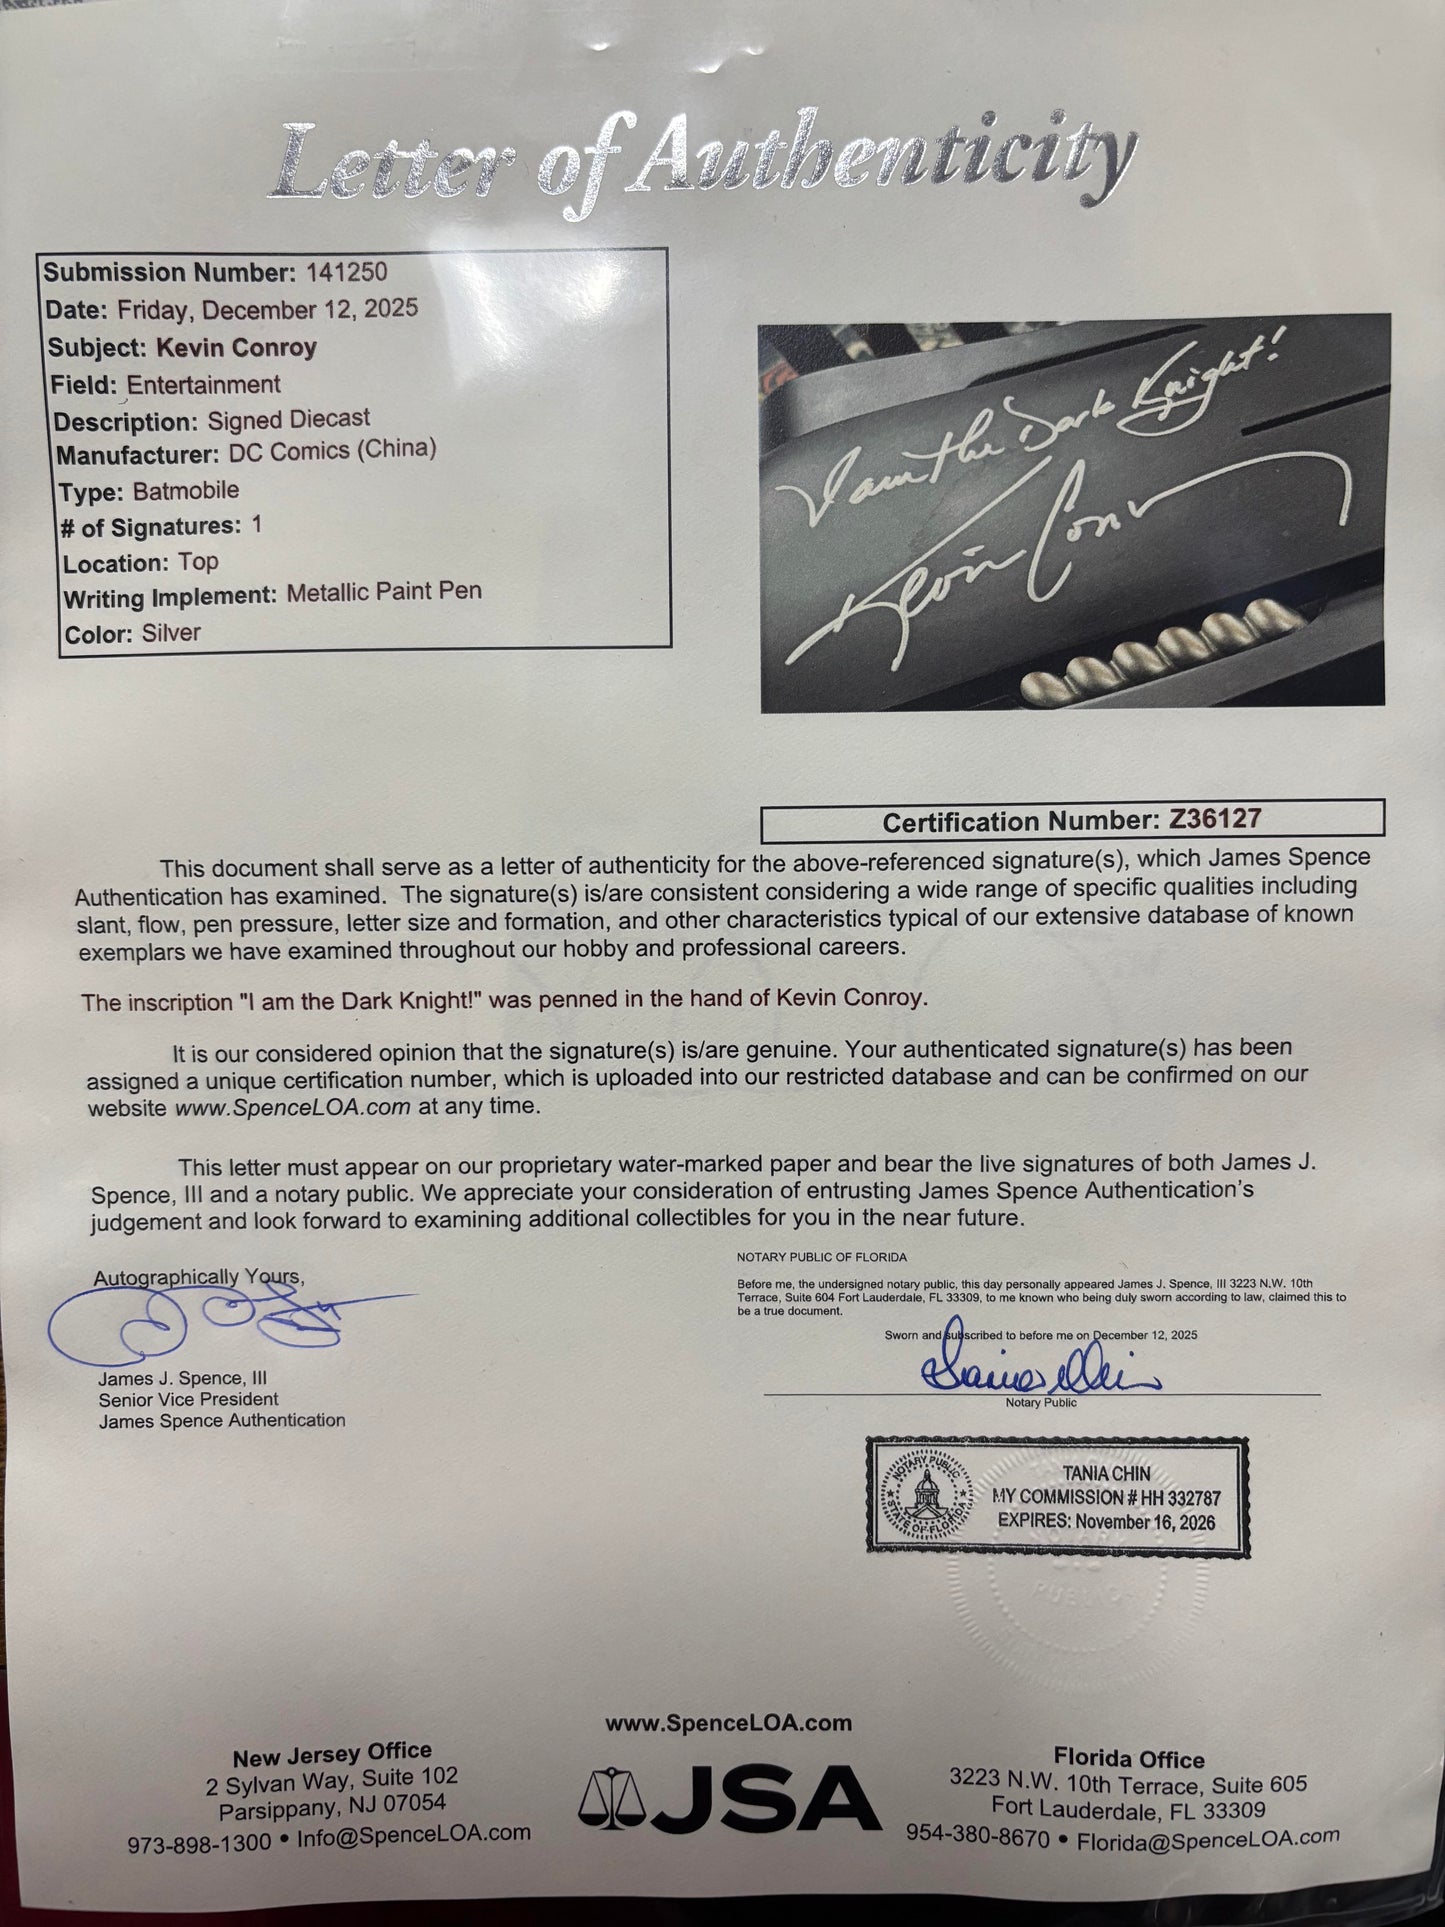 Letter of Authenticity
Submission Number: 141250
Date: Friday, December 12, 2025
Subject: Kevin Conroy
Field: Entertainment
Description: Signed Diecast
Manufacturer: DC Comics (China)
Type: Batmobile
# of Signatures: 1
Location: Top
Writing Implement: Metallic Paint Pen
Color: Silver
I am the Dark Knight!
Kevin Conroy
Certification Number: Z36127
This document shall serve as a letter of authenticity for the above-referenced signature(s), which James Spence
Authentication has examined. The signature(s) is/are consistent considering a wide range of specific qualities including
slant, flow, pen pressure, letter size and formation, and other characteristics typical of our extensive database of known
exemplars we have examined throughout our hobby and professional careers.
The inscription "I am the Dark Knight!" was penned in the hand of Kevin Conroy.
It is our considered opinion that the signature(s) is/are genuine. Your authenticated signature(s) has been
assigned a unique certification number, which is uploaded into our restricted database and can be confirmed on our
website www.SpenceLOA.com at any time.
This letter must appear on our proprietary water-marked paper and bear the live signatures of both James J.
Spence, III and a notary public. We appreciate your consideration of entrusting James Spence Authentication's
judgement and look forward to examining additional collectibles for you in the near future.
Autographically Yours,
James J. Spence, III
Senior Vice President
James Spence Authentication
NOTARY PUBLIC OF FLORIDA
Before me, the undersigned notary public, this day personally appeared James J. Spence, III 3223 N.W. 10th
Terrace, Suite 604 Fort Lauderdale, FL 33309, to me known who being duly sworn according to law, claimed this to
be a true document.
Sworn and subscribed to before me on December 12, 2025
Notary Public
NOTARY PUBLIC
STATE OF FLORIDA
TANIA CHIN
MY COMMISSION # HH 332787
EXPIRES: November 16, 2026
PUBLIC
www.SpenceLOA.com
New Jersey Office
2 Sylvan Way, Suite 102
Parsippany, NJ 07054
973-898-1300 • Info@SpenceLOA.com
JSA
Florida Office
3223 N.W. 10th Terrace, Suite 605
Fort Lauderdale, FL 33309
954-380-8670 • Florida@SpenceLOA.com